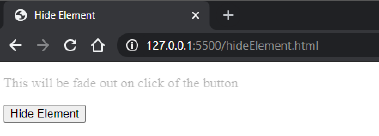 Hide Element
127.0.0.1:5500/hideElement.html
This will be fade out on click of the button
Hide Element